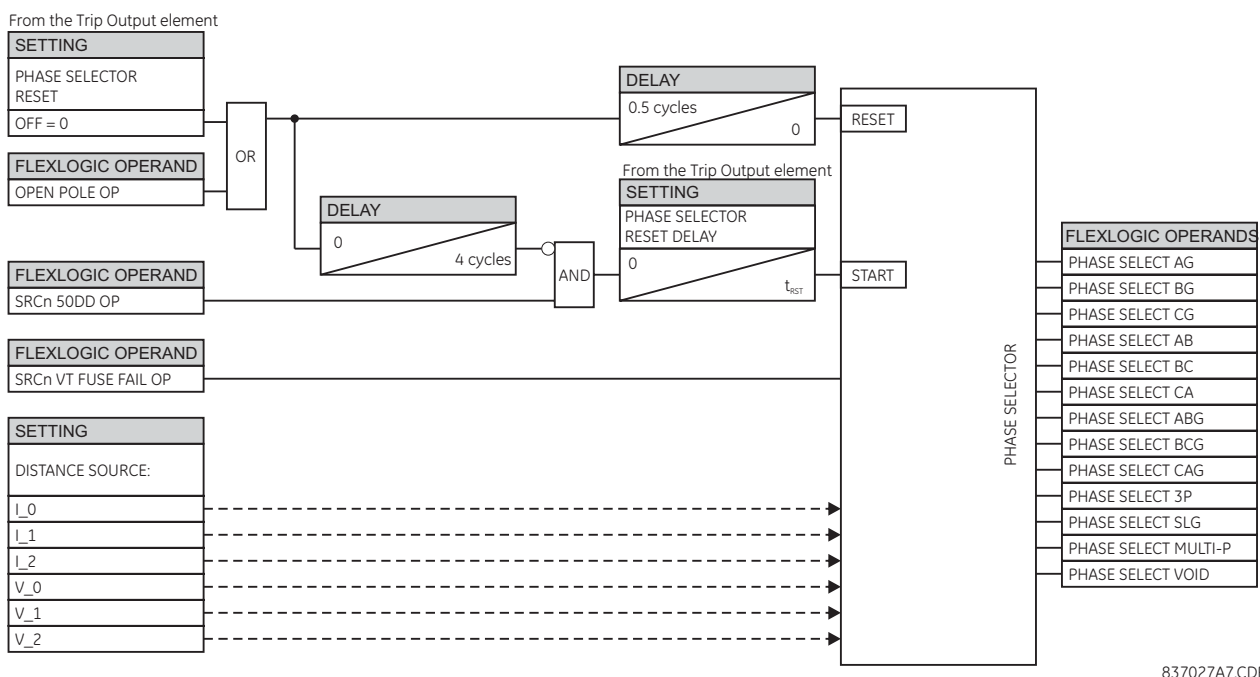 From the Trip Output element
SETTING
PHASE SELECTOR
RESET
OFF = 0
FLEXLOGIC OPERAND
OPEN POLE OP
OR
DELAY
0.5 cycles
0
RESET
DELAY
0
4 cycles
AND
From the Trip Output element
SETTING
PHASE SELECTOR
RESET DELAY
0
tRST
START
FLEXLOGIC OPERAND
SRCn 50DD OP
FLEXLOGIC OPERAND
SRCn VT FUSE FAIL OP
SETTING
DISTANCE SOURCE:
I_0
I_1
I_2
V_0
V_1
V_2
PHASE SELECTOR
FLEXLOGIC OPERANDS
PHASE SELECT AG
PHASE SELECT BG
PHASE SELECT CG
PHASE SELECT AB
PHASE SELECT BC
PHASE SELECT CA
PHASE SELECT ABG
PHASE SELECT BCG
PHASE SELECT CAG
PHASE SELECT 3P
PHASE SELECT SLG
PHASE SELECT MULTI-P
PHASE SELECT VOID
837027A7.CDR